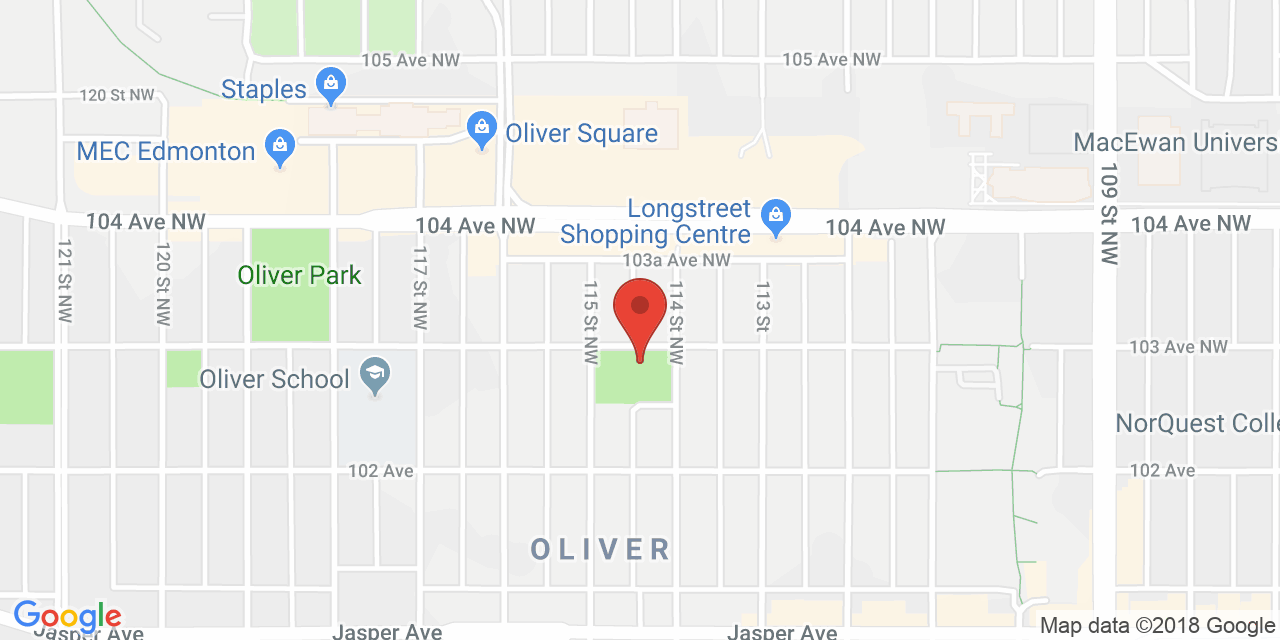 105 Ave NW
105 Ave NW
Staples
120 St NW
Oliver Square
MEC Edmonton
MacEwan Univers
109 St NW
Longstreet
Shopping Centre
104 Ave NW
104 Ave NW
104 Ave NW
104 Ave NW
103a Ave NW
121 St NW
120 St NW
Oliver Park
117 St NW
115 St NW
114 St NW
113 St
103 Ave NW
Oliver School
NorQuest Colle
102 Ave
102 Ave
OLIVER
Google
Jasper Ave
Jasper Ave
Jasper Ave
Map data ©2018 Google